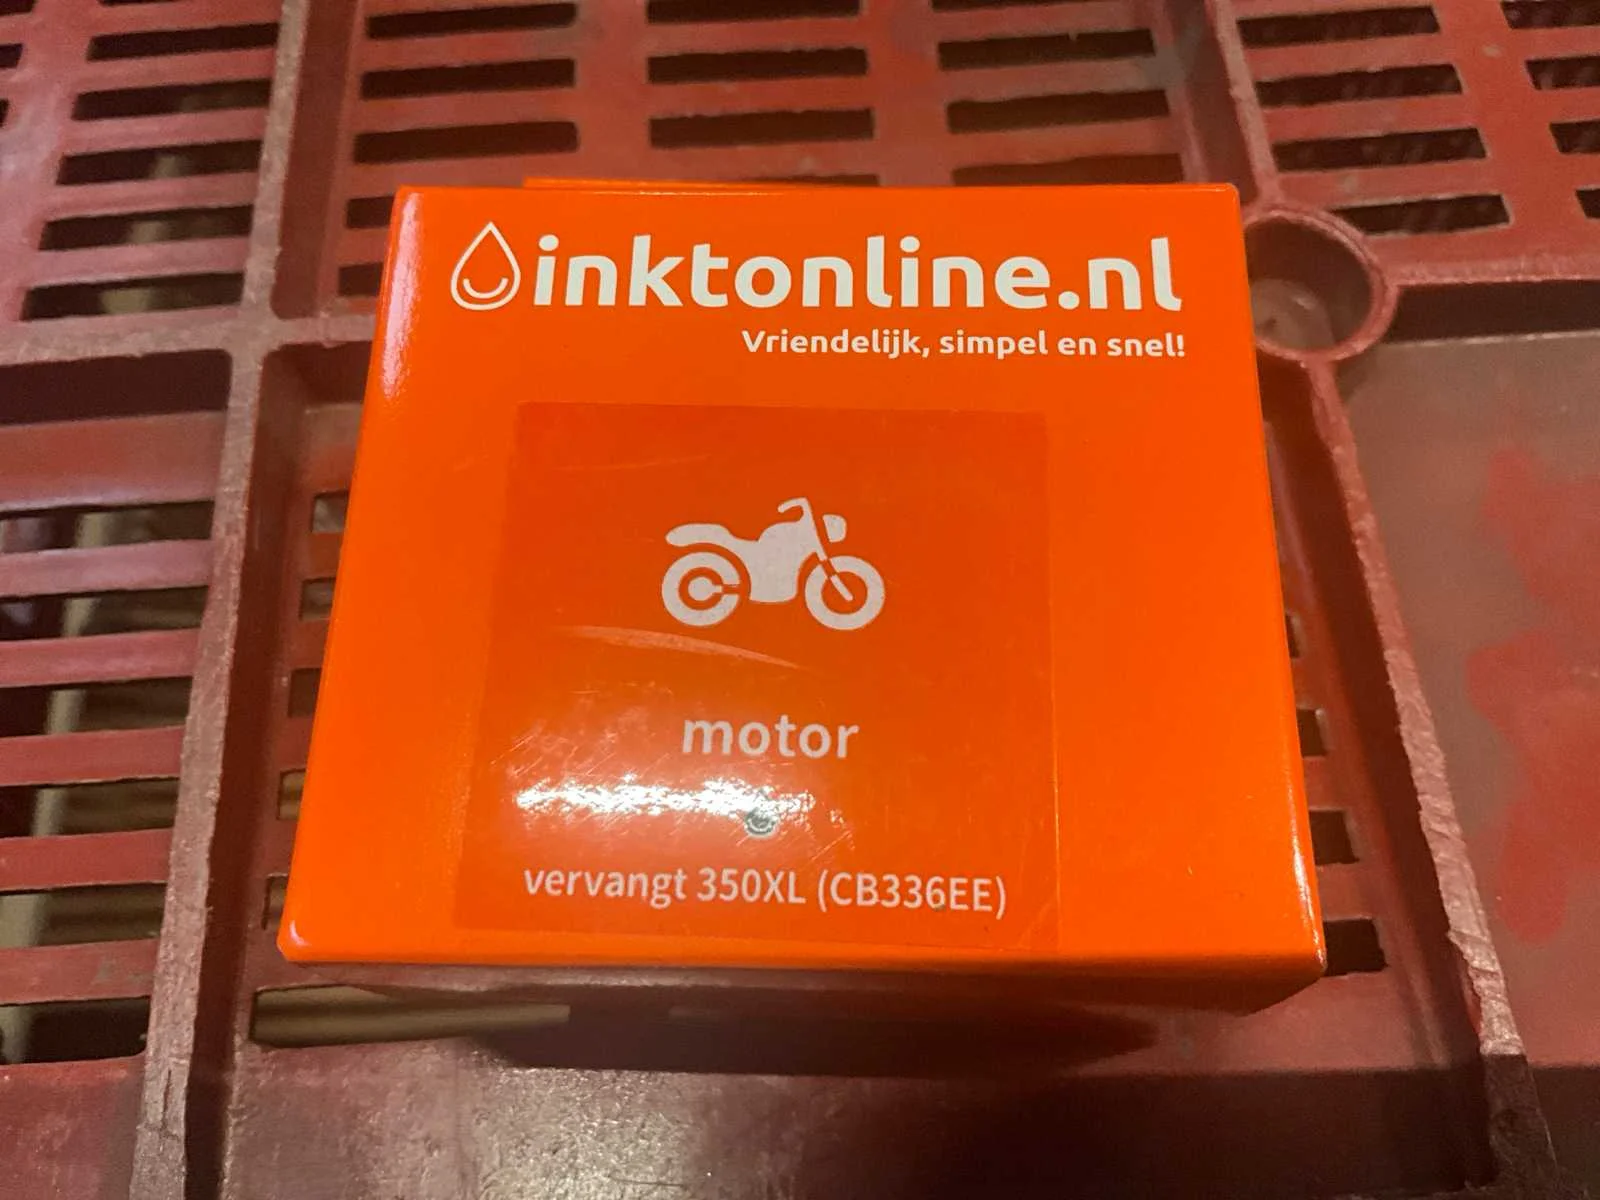 inktonline.nl
Vriendelijk, simpel en snel!
motor
vervangt 350XL (CB336EE)